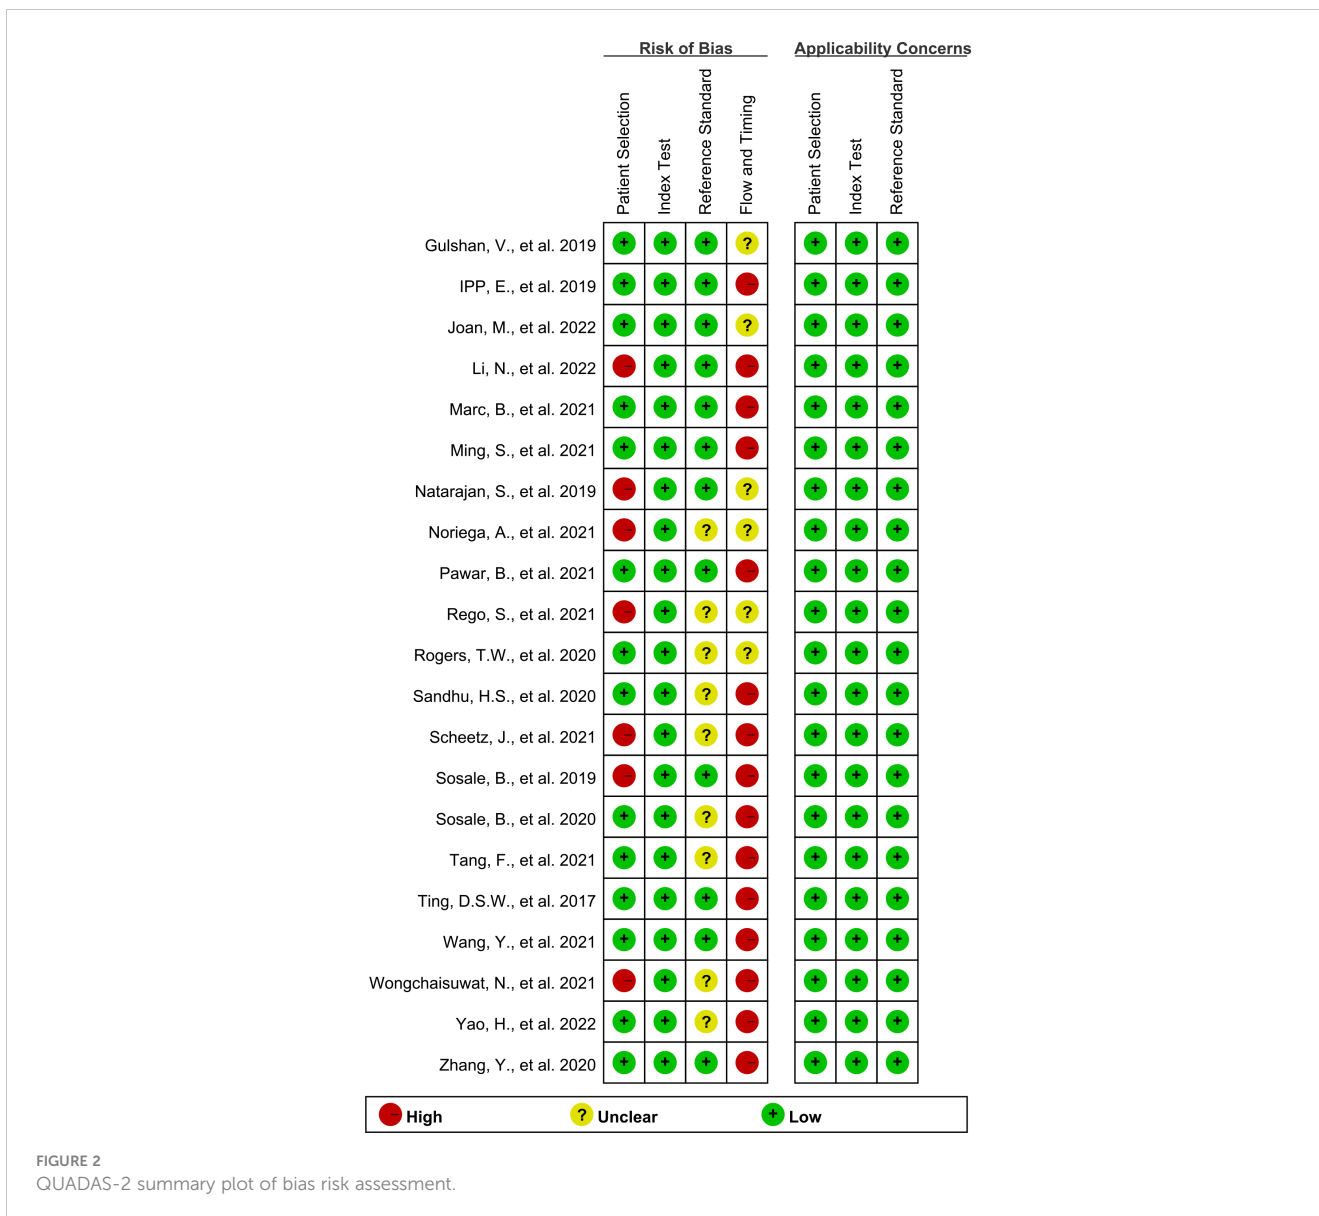 Risk of Bias Applicability Concerns
Patient Selection Index Test Reference Standard Flow and Timing Patient Selection Index Test Reference Standard
Gulshan, V., et al. 2019 + + + ? + + +
IPP, E., et al. 2019 + + + − + + +
Joan, M., et al. 2022 + + + ? + + +
Li, N., et al. 2022 − + + − + + +
Marc, B., et al. 2021 + + + − + + +
Ming, S., et al. 2021 + + + − + + +
Natarajan, S., et al. 2019 − + + ? + + +
Noriega, A., et al. 2021 − + ? ? + + +
Pawar, B., et al. 2021 + + + − + + +
Rego, S., et al. 2021 − + ? ? + + +
Rogers, T.W., et al. 2020 + + ? ? + + +
Sandhu, H.S., et al. 2020 + + ? − + + +
Scheetz, J., et al. 2021 − + ? − + + +
Sosale, B., et al. 2019 − + + − + + +
Sosale, B., et al. 2020 + + ? − + + +
Tang, F., et al. 2021 + + ? − + + +
Ting, D.S.W., et al. 2017 + + + − + + +
Wang, Y., et al. 2021 + + + − + + +
Wongchaisuwat, N., et al. 2021 − + ? − + + +
Yao, H., et al. 2022 + + ? − + + +
Zhang, Y., et al. 2020 + + + − + + +
− High ? Unclear + Low
FIGURE 2
QUADAS-2 summary plot of bias risk assessment.